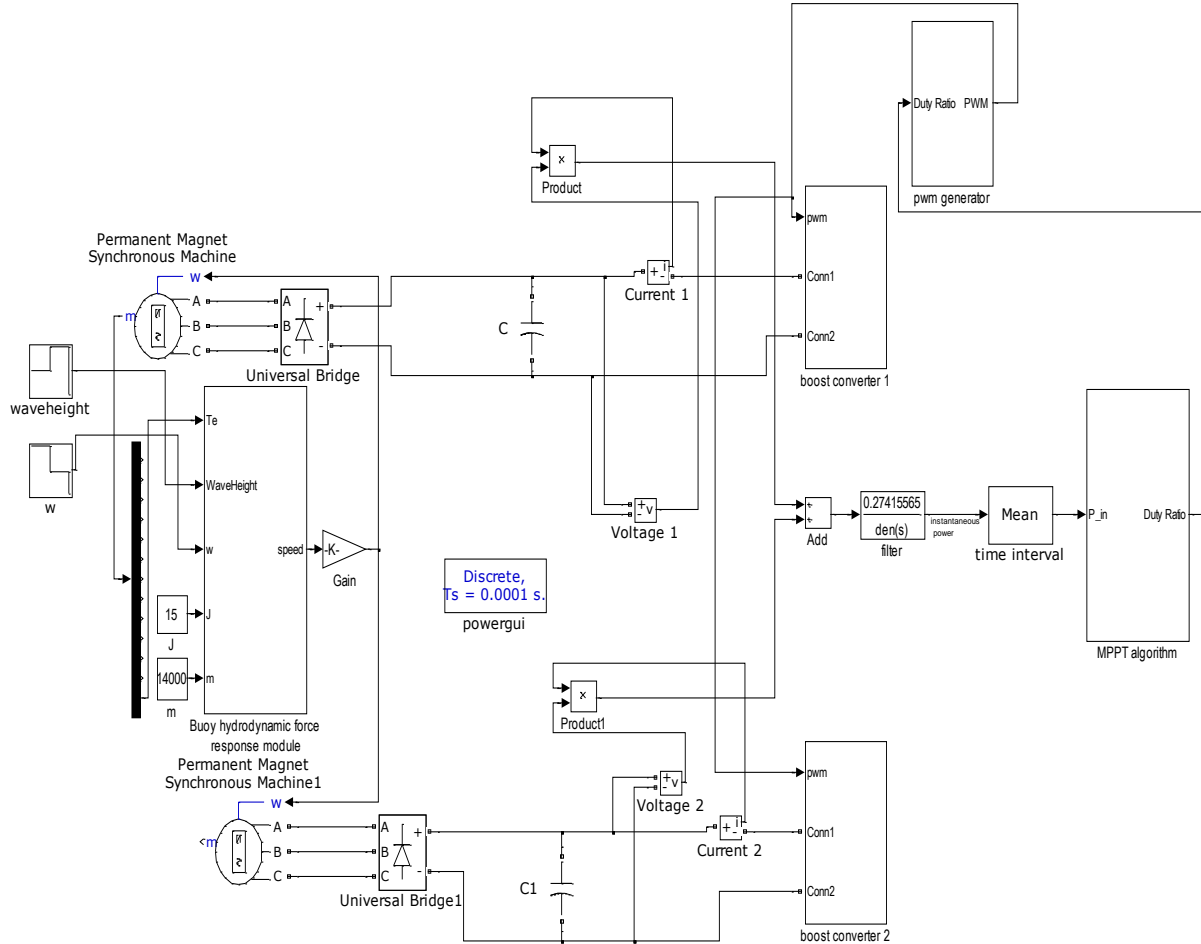 Duty Ratio PWM
pwm generator
x
Product
pwm
Conn1
Conn2
boost converter 1
+ i
-
Current 1
Permanent Magnet
Synchronous Machine
w
m
A
B
C
A
B
C
+
-
Universal Bridge
C
waveheight
w
Te
WaveHeight
w
J
m
speed
15
J
14000
m
Buoy hydrodynamic force
response module
-K-
Gain
+
- v
Voltage 1
Discrete,
Ts = 0.0001 s.
powergui
+
+
Add
0.27415565
den(s)
filter
instantaneous
power
Mean
time interval
P_in
Duty Ratio
MPPT algorithm
x
Product1
+
- v
Voltage 2
+ i
-
Current 2
pwm
Conn1
Conn2
boost converter 2
Permanent Magnet
Synchronous Machine1
w
m
A
B
C
A
B
C
+
-
Universal Bridge1
C1